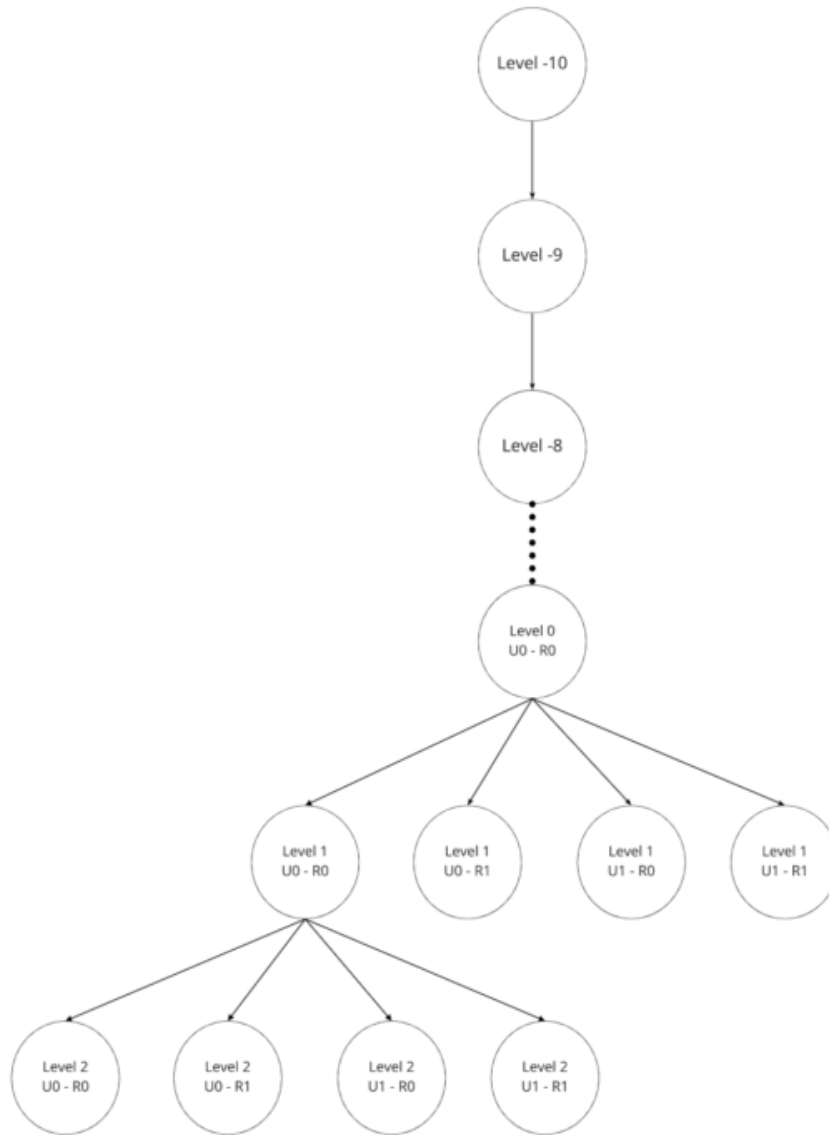 Level -10
Level -9
Level -8
Level 0
U0 - R0
Level 1
U0 - R0
Level 1
U0 - R1
Level 1
U1 - R0
Level 1
U1 - R1
Level 2
U0 - R0
Level 2
U0 - R1
Level 2
U1 - R0
Level 2
U1 - R1